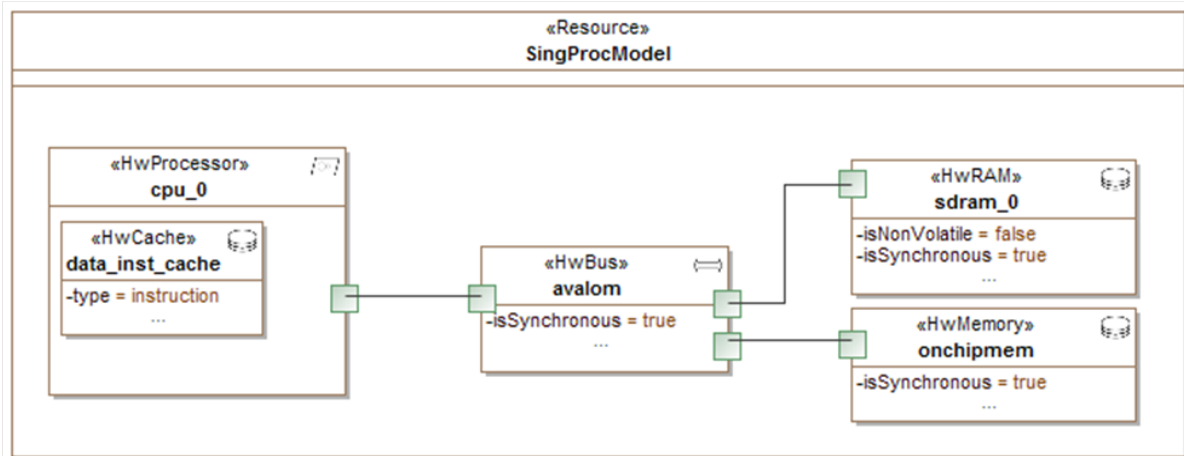 «Resource»
SingProcModel
«HwProcessor»
cpu_0
«HwCache»
data_inst_cache
-type = instruction
...
«HwBus»
avalom
-isSynchronous = true
...
«HwRAM»
sdram_0
-isNonVolatile = false
-isSynchronous = true
...
«HwMemory»
onchipmem
-isSynchronous = true
...